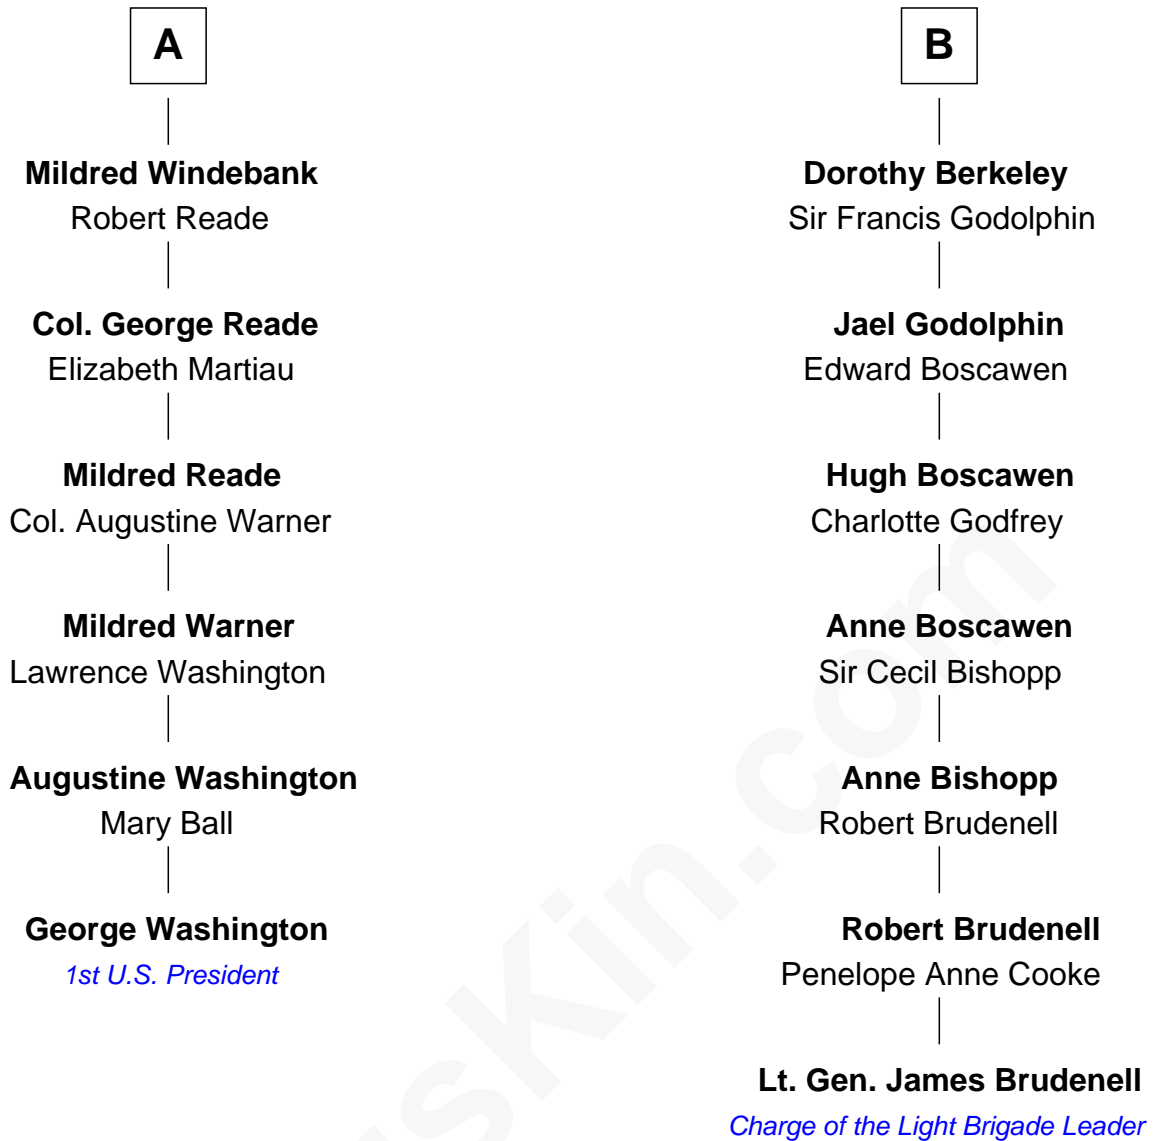 A
Mildred Windebank
Robert Reade
Col. George Reade
Elizabeth Martiau
Mildred Reade
Col. Augustine Warner
Mildred Warner
Lawrence Washington
Augustine Washington
Mary Ball
George Washington
1st U.S. President
B
Dorothy Berkeley
Sir Francis Godolphin
Jael Godolphin
Edward Boscawen
Hugh Boscawen
Charlotte Godfrey
Anne Boscawen
Sir Cecil Bishopp
Anne Bishopp
Robert Brudenell
Robert Brudenell
Penelope Anne Cooke
Lt. Gen. James Brudenell
Charge of the Light Brigade Leader
usKin.com